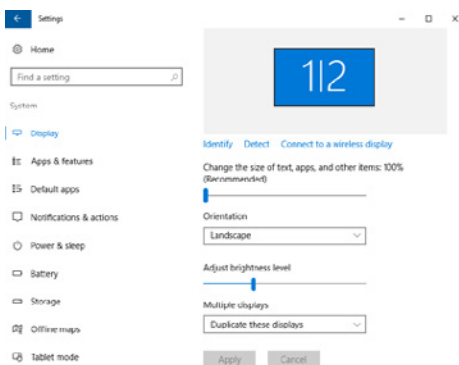 Settings
Home
Find a setting
System
Display
Apps & features
Default apps
Notifications & actions
Power & sleep
Battery
Storage
Offline maps
Tablet mode
1|2
Identify Detect Connect to a wireless display
Change the size of text, apps, and other items: 100%
(Recommended)
Orientation
Landscape
Adjust brightness level
Multiple displays
Duplicate these displays
Apply Cancel